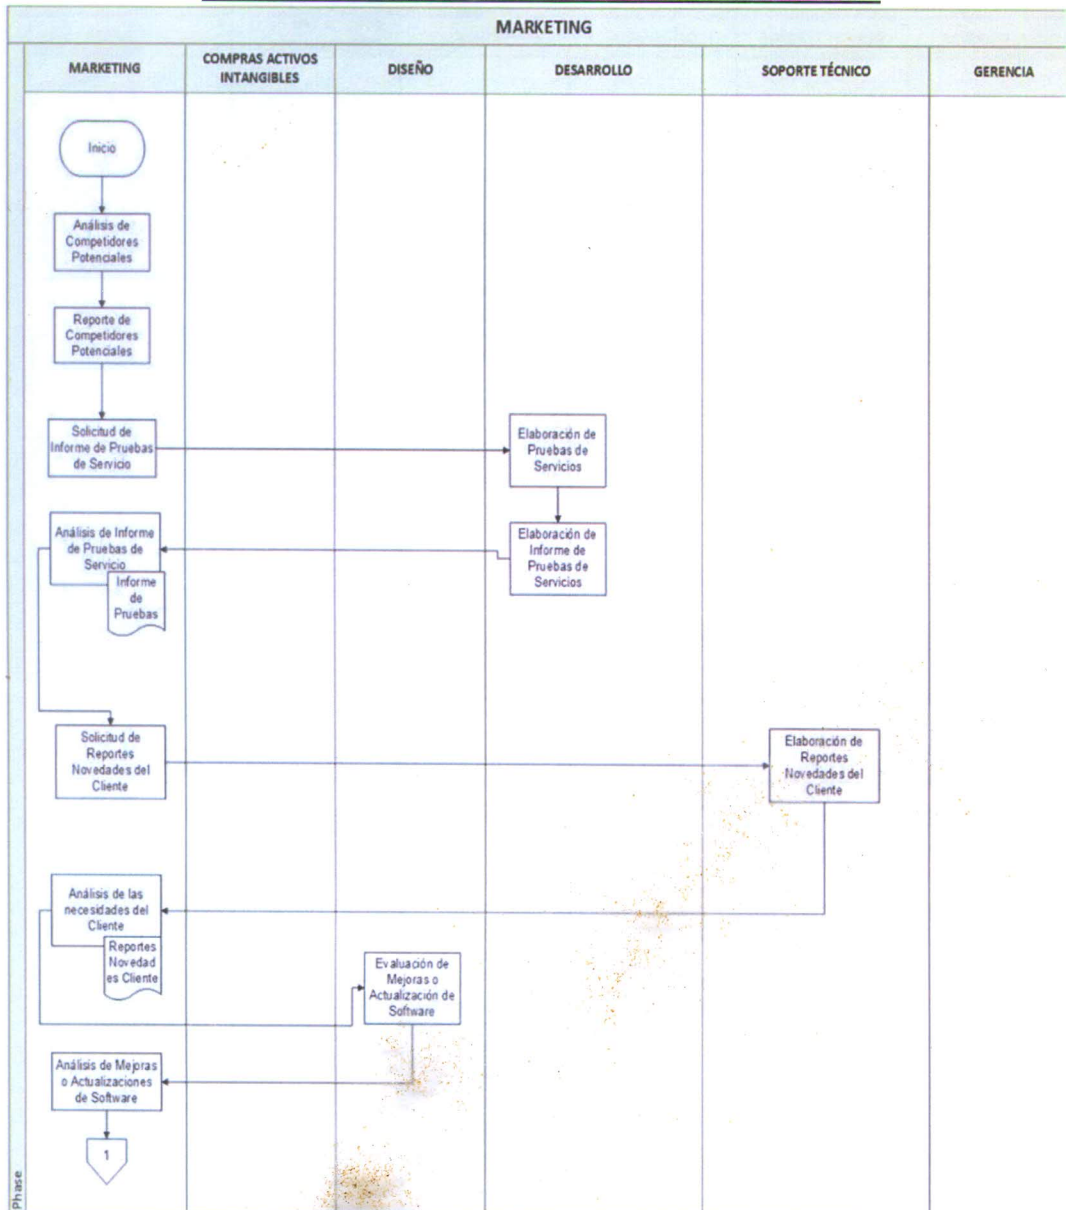 MARKETING
MARKETING
COMPRAS ACTIVOS
INTANGIBLES
DISEÑO
DESARROLLO
SOPORTE TÉCNICO
GERENCIA
Inicio
Análisis de
Competidores
Potenciales
Reporte de
Competidores
Potenciales
Solicitud de
Informe de Pruebas
de Servicio
Elaboración de
Pruebas de
Servicios
Análisis de Informe
de Pruebas de
Servicio
Informe
de
Pruebas
Elaboración de
Informe de
Pruebas de
Servicios
Solicitud de
Reportes
Novedades del
Cliente
Elaboración de
Reportes
Novedades del
Cliente
Análisis de las
necesidades del
Cliente
Reportes
Novedad
es Cliente
Evaluación de
Mejoras o
Actualización de
Software
Análisis de Mejoras
o Actualizaciones
de Software
1
Phase